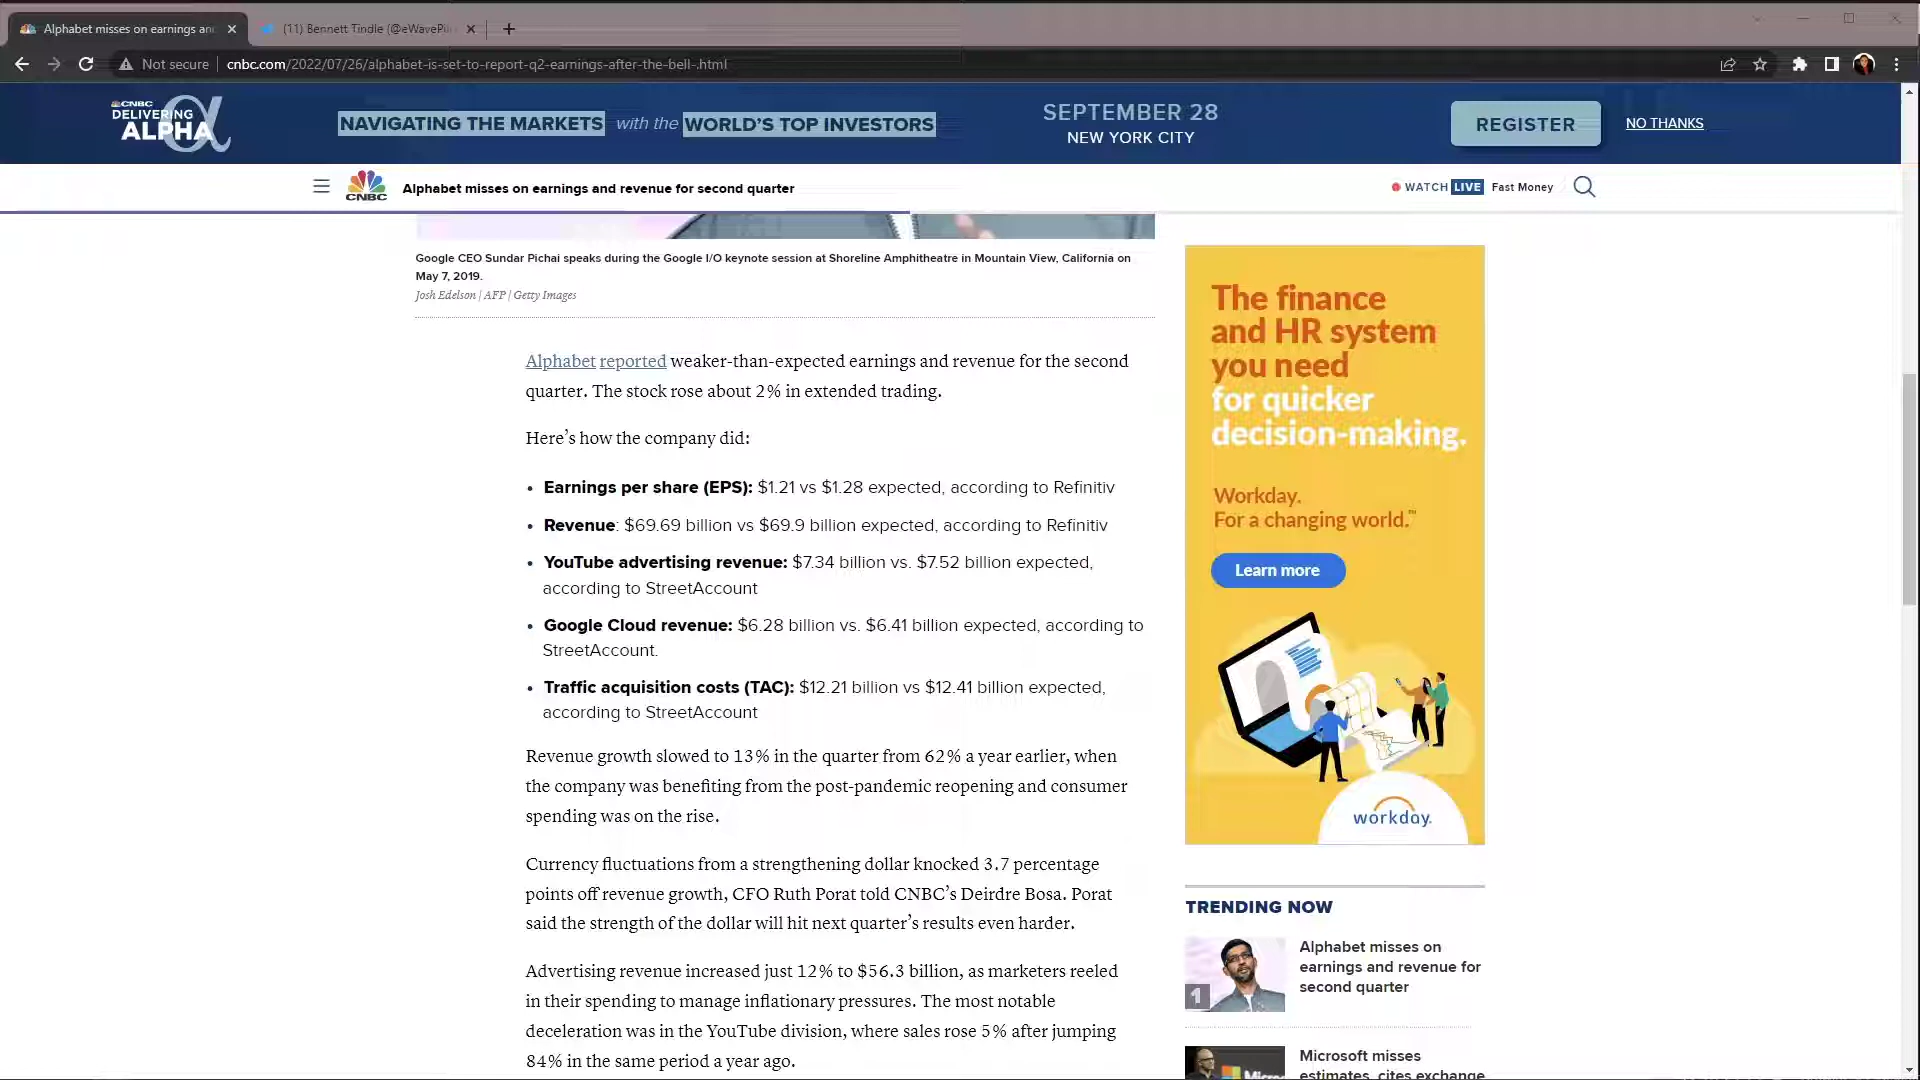 Alphabet misses on earnings an
(11) Bennett Tindle (@eWavePu
Not secure
cnbc.com/2022/07/26/alphabet-is-set-to-report-q2-earnings-after-the-bell-.html
CNBC
DELIVERING
ALPHA
NAVIGATING THE MARKETS with the WORLD'S TOP INVESTORS
SEPTEMBER 28
NEW YORK CITY
REGISTER
NO THANKS
CNBC
Alphabet misses on earnings and revenue for second quarter
WATCH LIVE Fast Money
Google CEO Sundar Pichai speaks during the Google I/O keynote session at Shoreline Amphitheatre in Mountain View, California on
May 7, 2019.
Josh Edelson | AFP | Getty Images
Alphabet reported weaker-than-expected earnings and revenue for the second
quarter. The stock rose about 2% in extended trading.
Here's how the company did:
• Earnings per share (EPS): $1.21 vs $1.28 expected, according to Refinitiv
• Revenue: $69.69 billion vs $69.9 billion expected, according to Refinitiv
• YouTube advertising revenue: $7.34 billion vs. $7.52 billion expected,
according to StreetAccount
• Google Cloud revenue: $6.28 billion vs. $6.41 billion expected, according to
StreetAccount.
• Traffic acquisition costs (TAC): $12.21 billion vs $12.41 billion expected,
according to StreetAccount
Revenue growth slowed to 13% in the quarter from 62% a year earlier, when
the company was benefiting from the post-pandemic reopening and consumer
spending was on the rise.
Currency fluctuations from a strengthening dollar knocked 3.7 percentage
points off revenue growth, CFO Ruth Porat told CNBC's Deirdre Bosa. Porat
said the strength of the dollar will hit next quarter's results even harder.
Advertising revenue increased just 12% to $56.3 billion, as marketers reeled
in their spending to manage inflationary pressures. The most notable
deceleration was in the YouTube division, where sales rose 5% after jumping
84% in the same period a year ago.
The finance
and HR system
you need
for quicker
decision-making.
Workday.
For a changing world.™
Learn more
workday.
TRENDING NOW
1
Alphabet misses on
earnings and revenue for
second quarter
Microsoft misses
estimates, cites exchange